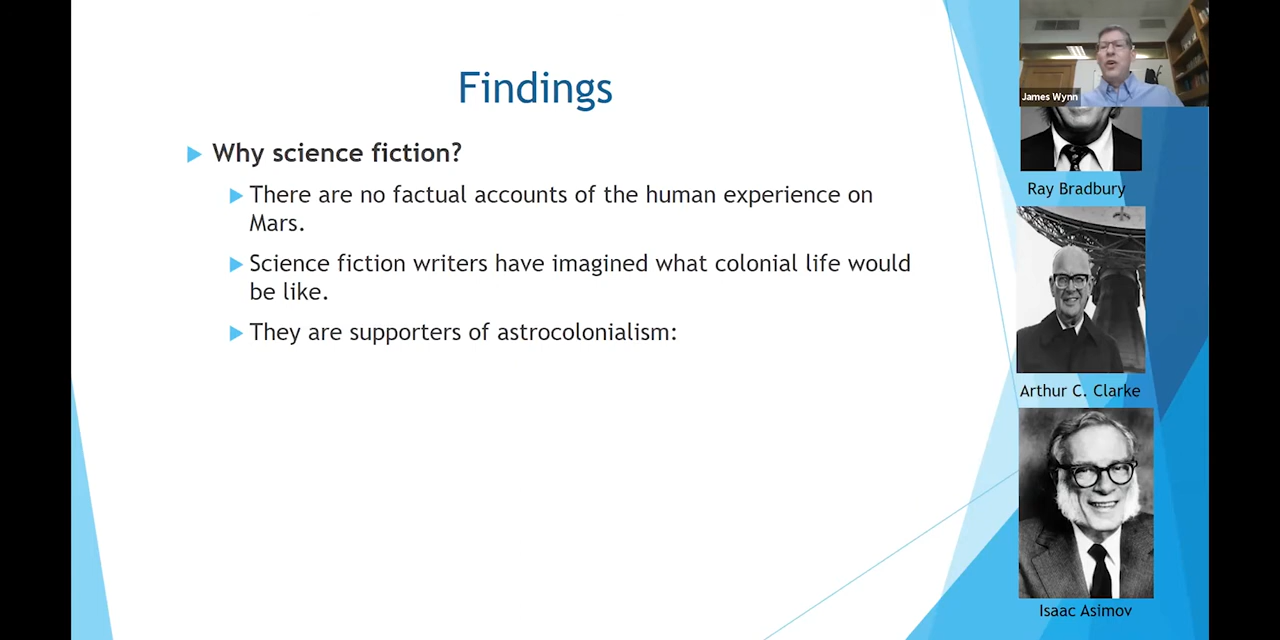 Findings
Why science fiction?
There are no factual accounts of the human experience on
Mars.
Science fiction writers have imagined what colonial life would
be like.
They are supporters of astrocolonialism:
James Wynn
Ray Bradbury
Arthur C. Clarke
Isaac Asimov